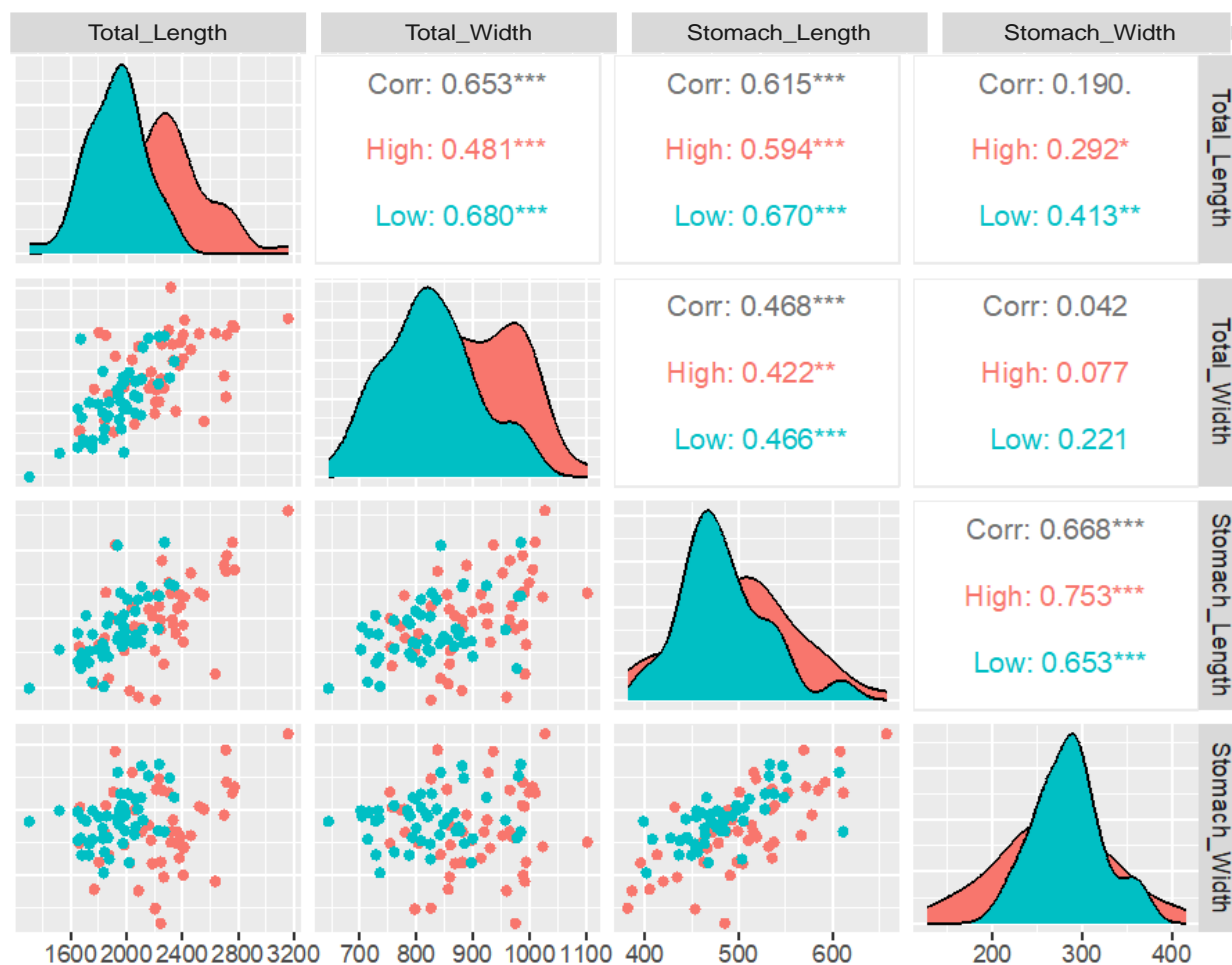 Total_Length Total_Width Stomach_Length Stomach_Width
Corr: 0.653*** Corr: 0.615*** Corr: 0.190.
High: 0.481*** High: 0.594*** High: 0.292*
Low: 0.680*** Low: 0.670*** Low: 0.413**
Total_Length
Corr: 0.468*** Corr: 0.042
High: 0.422** High: 0.077
Low: 0.466*** Low: 0.221
Total_Width
Corr: 0.668***
High: 0.753***
Low: 0.653***
Stomach_Length
Stomach_Width
1600 2000 2400 2800 3200 700 800 900 1000 1100 400 500 600 200 300 400